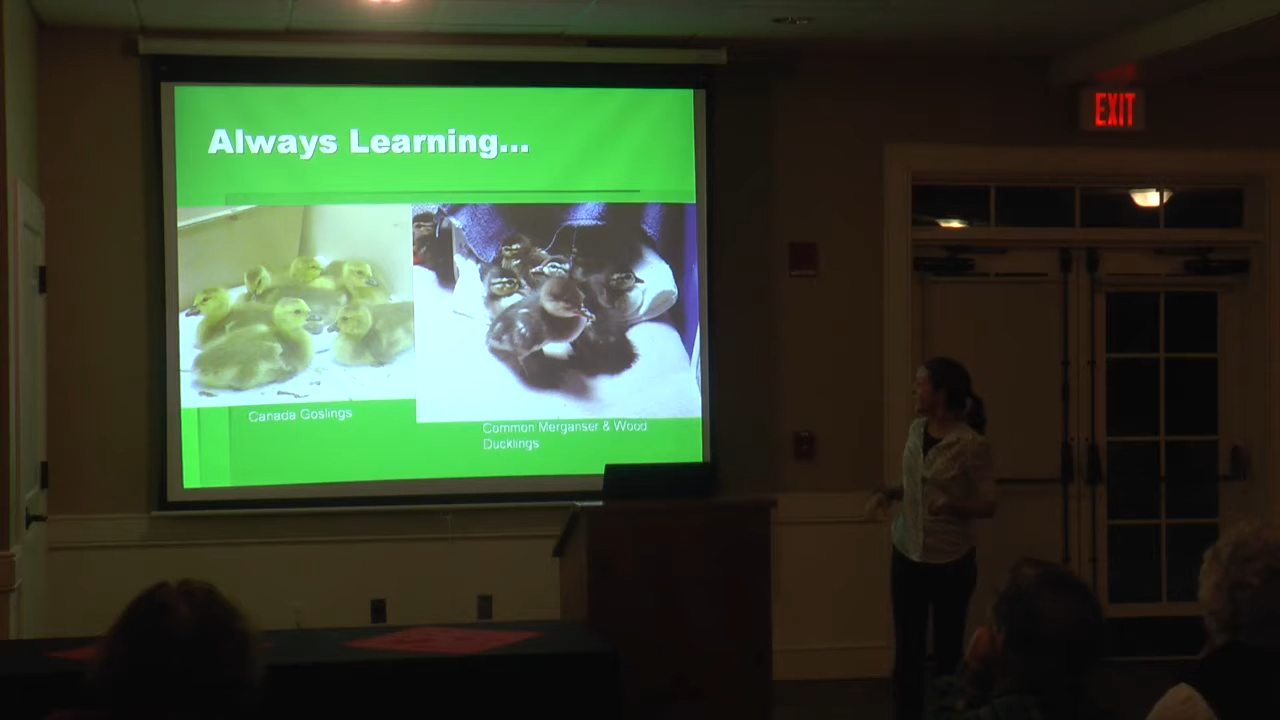 EXIT
Always Learning...
Canada Goslings
Common Merganser & Wood
Ducklings